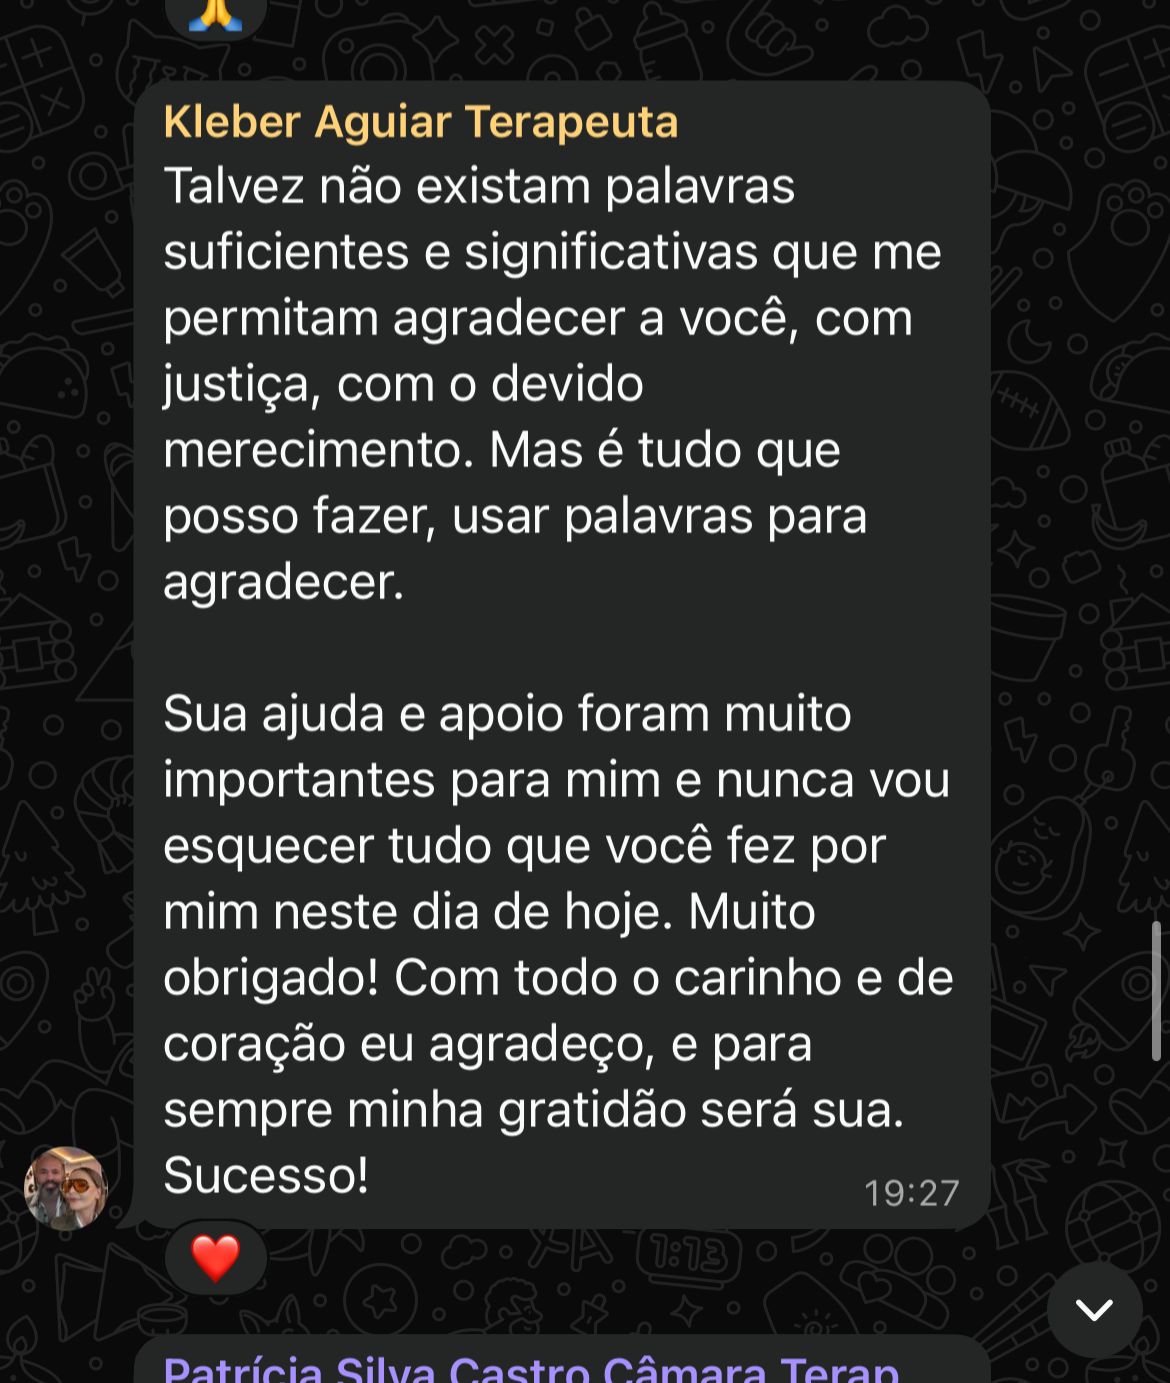 Kleber Aguiar Terapeuta
Talvez não existam palavras
suficientes e significativas que me
permitam agradecer a você, com
justiça, com o devido
merecimento. Mas é tudo que
posso fazer, usar palavras para
agradecer.
Sua ajuda e apoio foram muito
importantes para mim e nunca vou
esquecer tudo que você fez por
mim neste dia de hoje. Muito
obrigado! Com todo o carinho e de
coração eu agradeço, e para
sempre minha gratidão será sua.
Sucesso!
19:27
1:13
Patrícia Silva Castro Câmara Terap